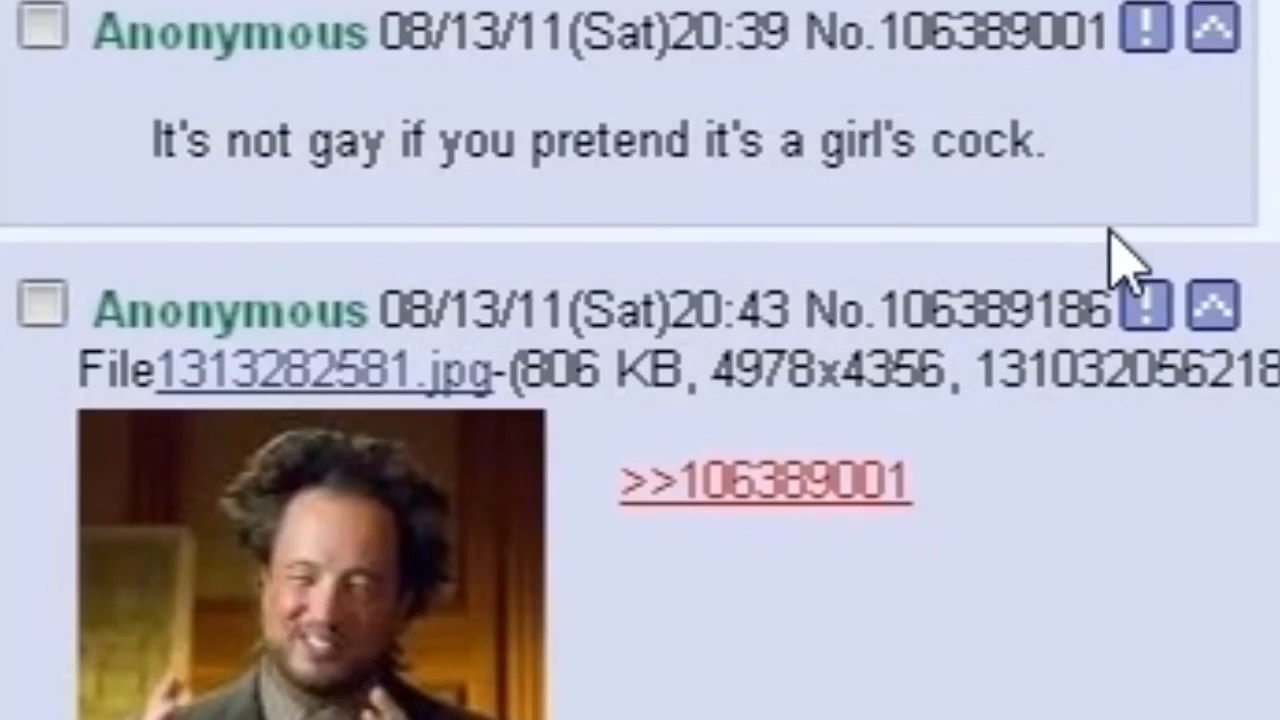 Anonymous 08/13/11(Sat)20:39 No.106389001
It's not gay if you pretend it's a girl's cock.
Anonymous 08/13/11(Sat)20:43 No.106389186
File1313282581.jpg-(806 KB, 4978x4356, 131032056218
>>106389001